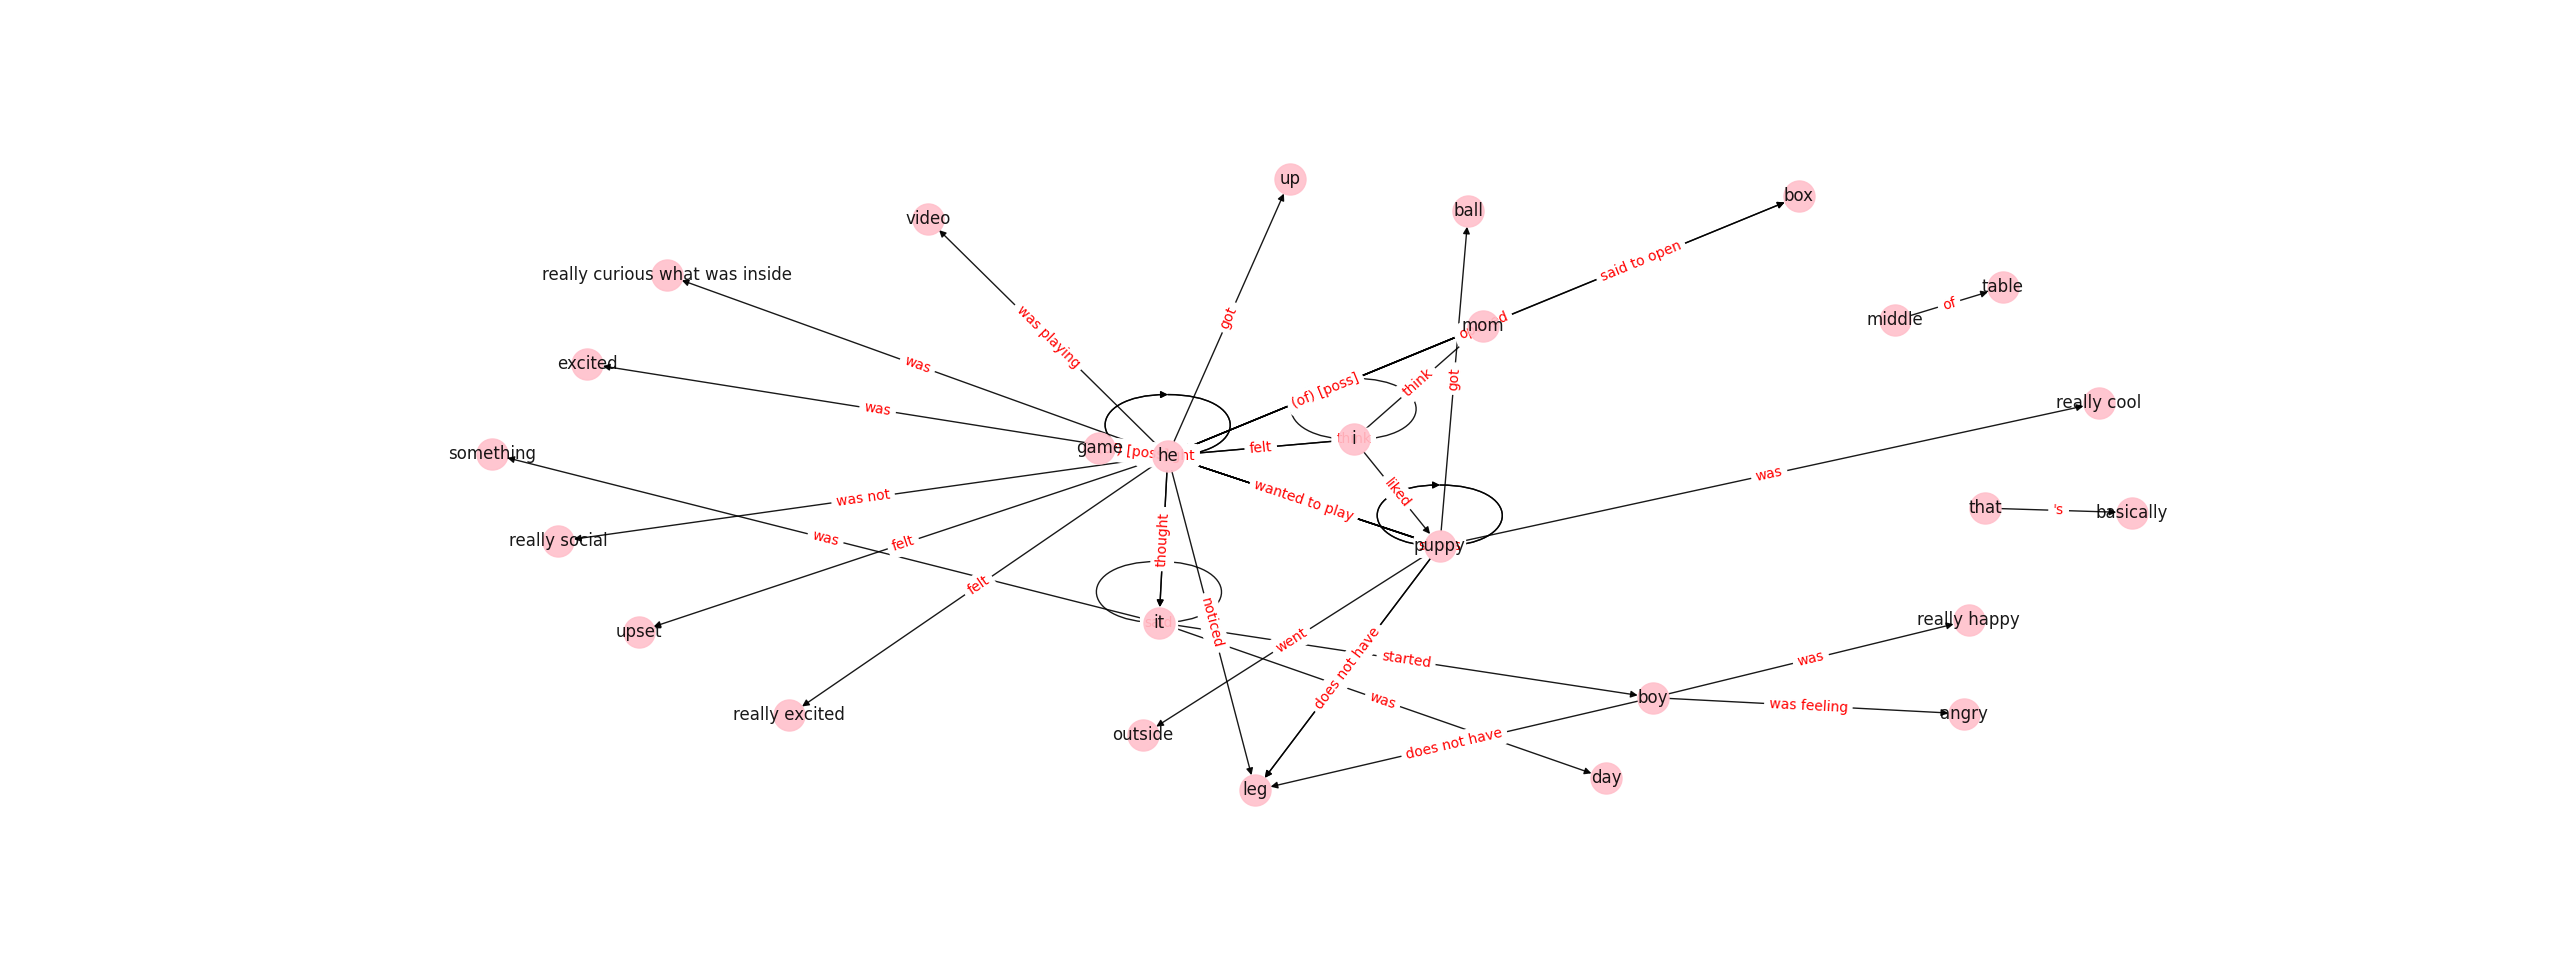 up
box
ball
video
said to open
really curious what was inside
table
of
middle
mom
got
was playing
was
excited
think
got
(of) [poss]
really cool
was
game
he
felt
i
something
was
wanted to play
liked
was not
that
's
basically
really social
was
felt
thought
puppy
felt
it
noticed
upset
went
started
does not have
really happy
was
boy
was
was feeling
angry
really excited
outside
does not have
day
leg